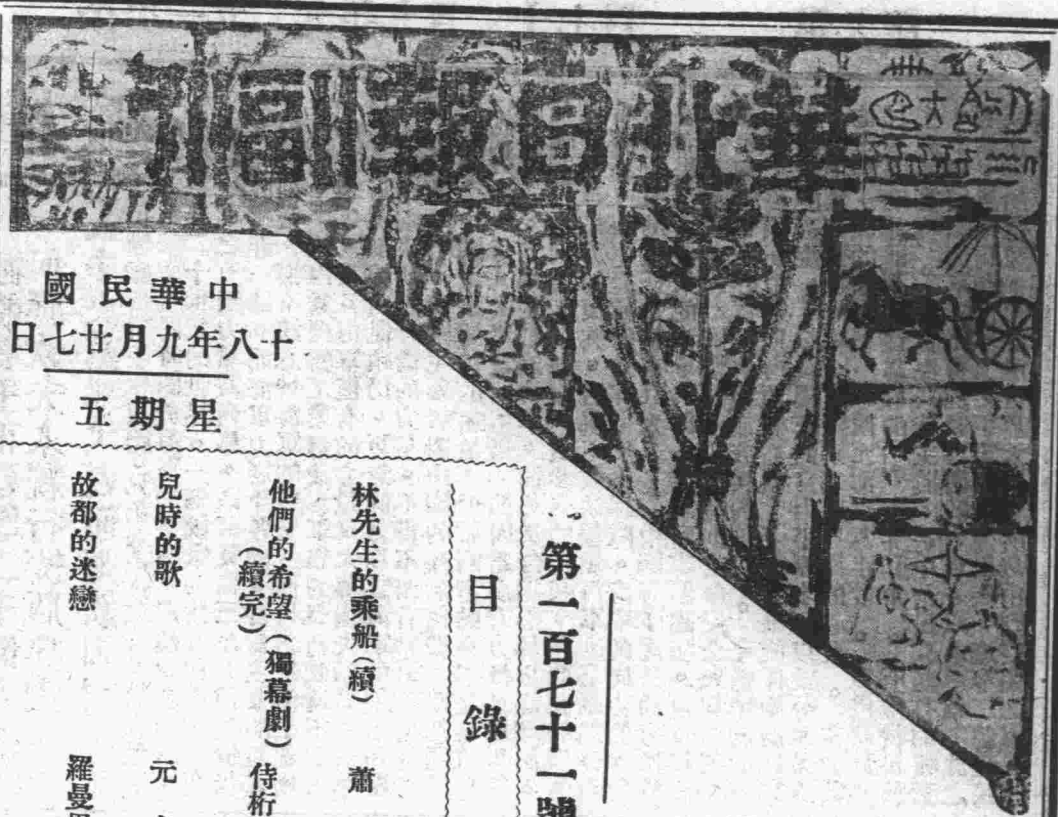 華北日報副刊
中華民國
十八年九月廿七日
星期五
第一百七十一號
目錄
林先生的乘船（續） 蕭
他們的希望（獨幕劇） 侍桁
（續完）
兒時的歌 元
故都的迷戀 羅曼